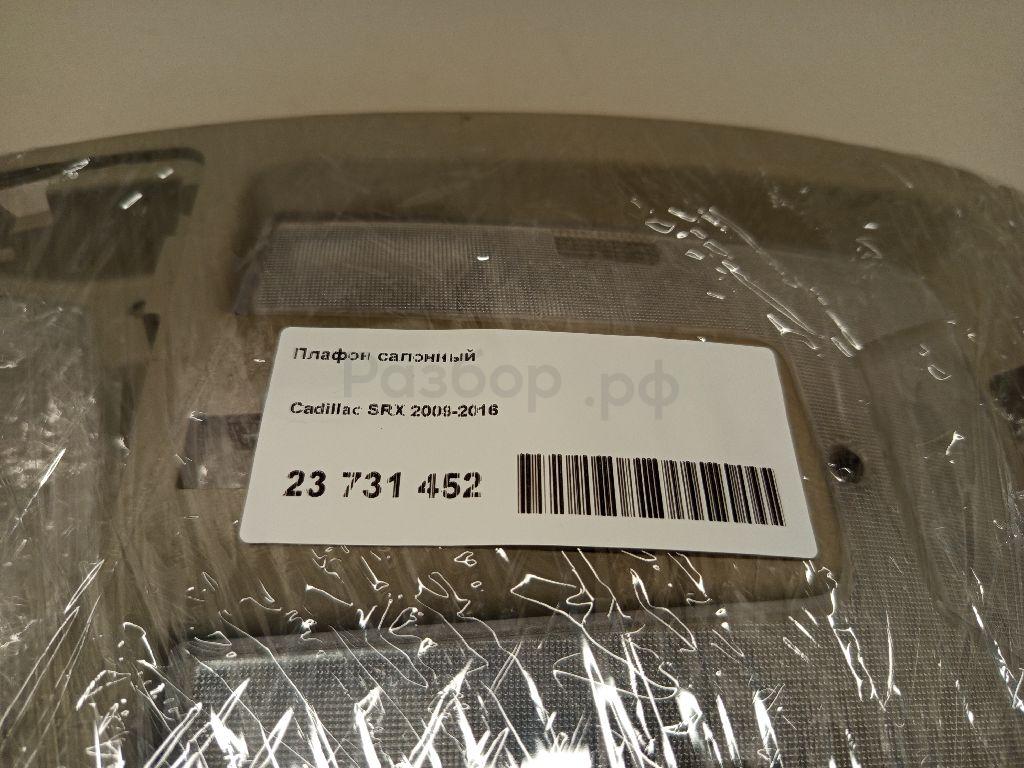 Плафон салонный
Разбор.рф
Cadillac SRX 2009-2016
23 731 452